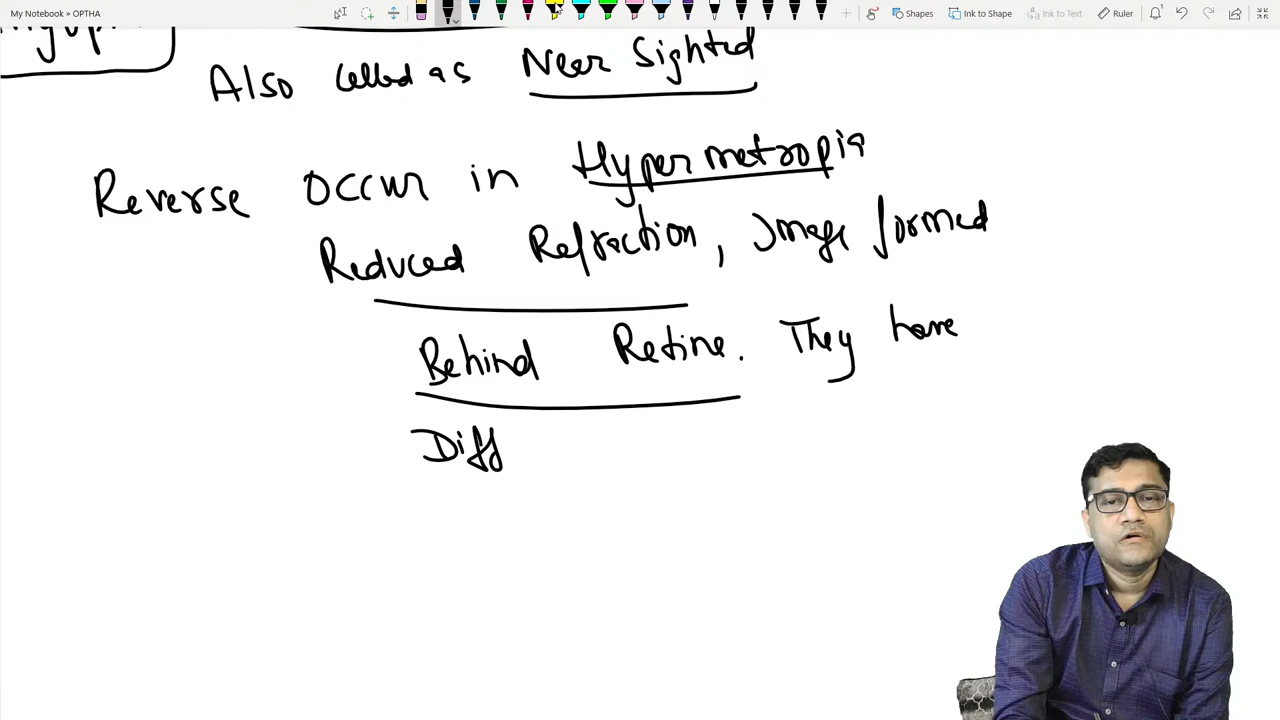 My Notebook » OPTHA
Shapes Ink to Shape Ink to Text Ruler
Also called as Near Sighted
Reverse Occur in Hypermetropia
Reduced Refraction, Image formed
Behind Retine. They have
Diff